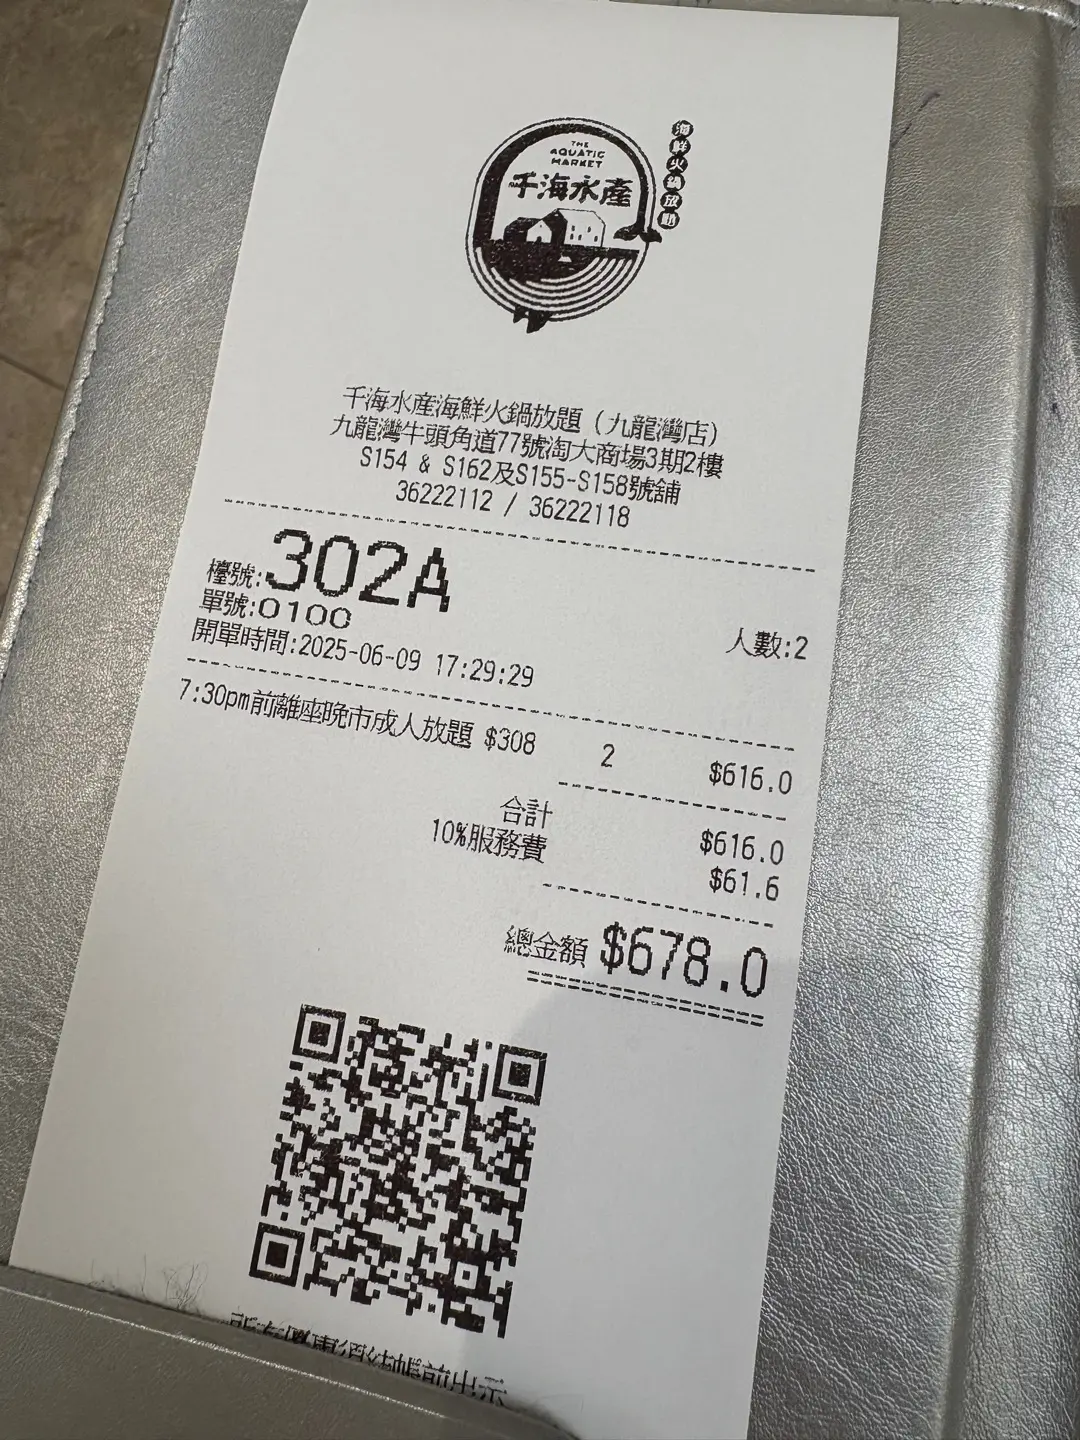 THE
AQUATIC
MARKET
千海水產
海鮮火鍋放題
千海水產海鮮火鍋放題（九龍灣店）
九龍灣牛頭角道77號淘大商場3期2樓
S154 & S162及S155-S158號舖
36222112 / 36222118
檯號:302A
單號:0100 人數:2
開單時間:2025-06-09 17:29:29
7:30pm前離座晚市成人放題 $308 2 $616.0
合計 $616.0
10%服務費 $61.6
總金額 $678.0
結帳前出示